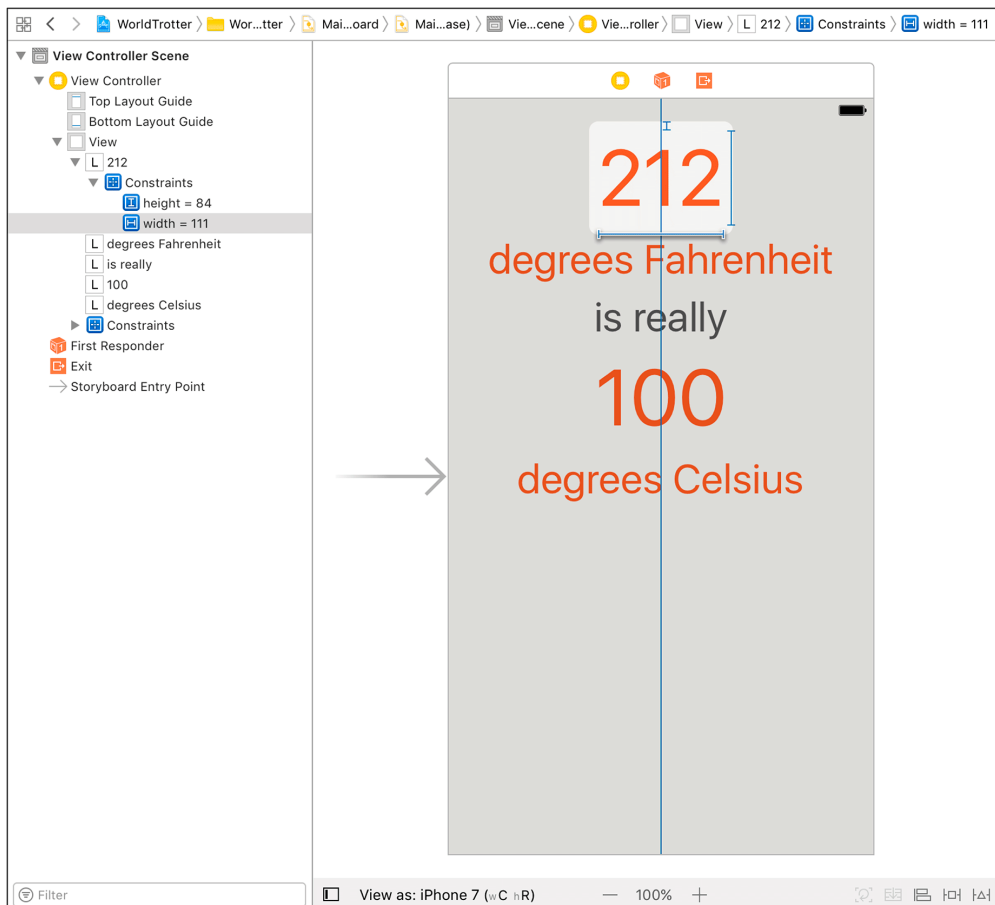 WorldTrotter Wor...tter Mai...oard Mai...ase) Vie...cene Vie...roller View L 212 Constraints width = 111
View Controller Scene
View Controller
Top Layout Guide
Bottom Layout Guide
View
L 212
Constraints
height = 84
width = 111
L degrees Fahrenheit
L is really
L 100
L degrees Celsius
Constraints
First Responder
Exit
Storyboard Entry Point
212
degrees Fahrenheit
is really
100
degrees Celsius
Filter
View as: iPhone 7 (wC hR)
— 100% +